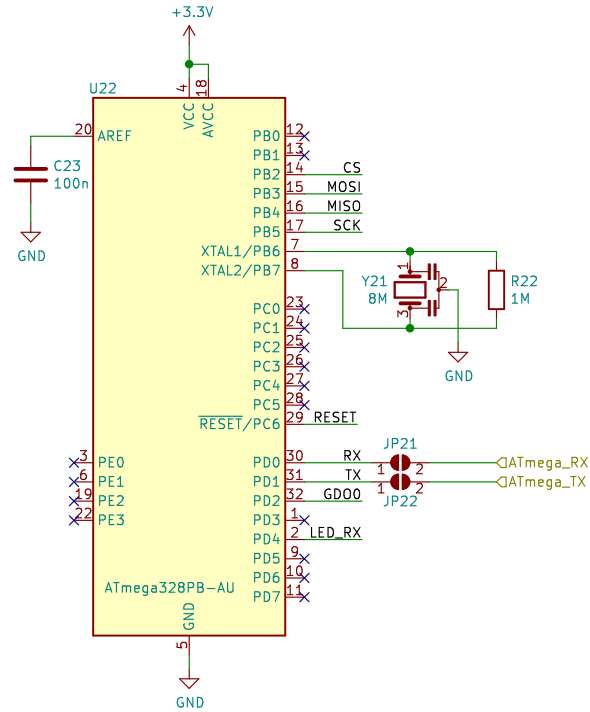 +3.3V
U22
4
18
VCC
AVCC
20
AREF
PB0
12
PB1
13
PB2
14
CS
C23
100n
PB3
15
MOSI
PB4
16
MISO
PB5
17
SCK
GND
XTAL1/PB6
7
XTAL2/PB7
8
Y21
8M
1
2
3
R22
1M
GND
PC0
23
PC1
24
PC2
25
PC3
26
PC4
27
PC5
28
RESET/PC6
29
RESET
JP21
3
PE0
PD0
30
RX
1
2
ATmega_RX
6
PE1
PD1
31
TX
1
2
ATmega_TX
JP22
19
PE2
PD2
32
GDO0
22
PE3
PD3
1
PD4
2
LED_RX
PD5
9
PD6
10
PD7
11
ATmega328PB-AU
GND
5
GND